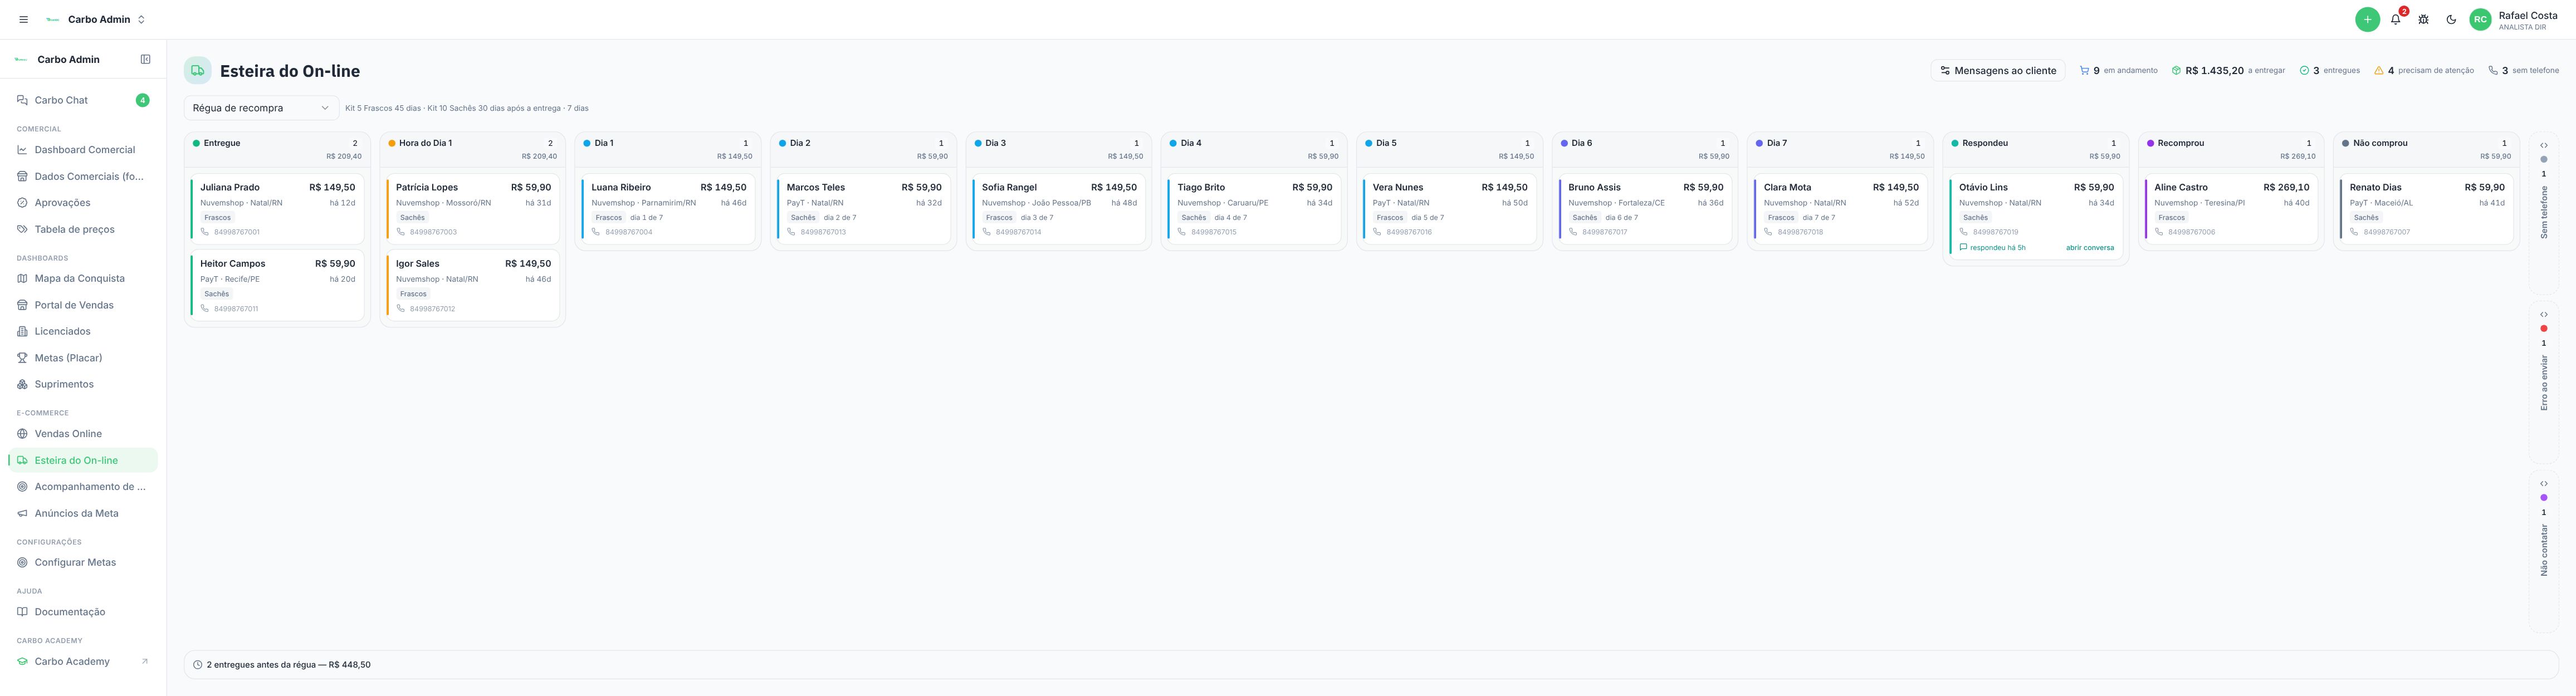 Carbo Admin
2
RC
Rafael Costa
ANALISTA DIR
Carbo Admin
Carbo Chat 4
COMERCIAL
Dashboard Comercial
Dados Comerciais (fo...
Aprovações
Tabela de preços
DASHBOARDS
Mapa da Conquista
Portal de Vendas
Licenciados
Metas (Placar)
Suprimentos
E-COMMERCE
Vendas Online
Esteira do On-line
Acompanhamento de ...
Anúncios da Meta
CONFIGURAÇÕES
Configurar Metas
AJUDA
Documentação
CARBO ACADEMY
Carbo Academy
Esteira do On-line
Mensagens ao cliente
9 em andamento
R$ 1.435,20 a entregar
3 entregues
4 precisam de atenção
3 sem telefone
Régua de recompra
Kit 5 Frascos 45 dias · Kit 10 Sachês 30 dias após a entrega · 7 dias
Entregue 2
R$ 209,40
Juliana Prado R$ 149,50
Nuvemshop · Natal/RN há 12d
Frascos
84998767001
Heitor Campos R$ 59,90
PayT · Recife/PE há 20d
Sachês
84998767011
Hora do Dia 1 2
R$ 209,40
Patrícia Lopes R$ 59,90
Nuvemshop · Mossoró/RN há 31d
Sachês
84998767003
Igor Sales R$ 149,50
Nuvemshop · Natal/RN há 46d
Frascos
84998767012
Dia 1 1
R$ 149,50
Luana Ribeiro R$ 149,50
Nuvemshop · Parnamirim/RN há 46d
Frascos dia 1 de 7
84998767004
Dia 2 1
R$ 59,90
Marcos Teles R$ 59,90
PayT · Natal/RN há 32d
Sachês dia 2 de 7
84998767013
Dia 3 1
R$ 149,50
Sofia Rangel R$ 149,50
Nuvemshop · João Pessoa/PB há 48d
Frascos dia 3 de 7
84998767014
Dia 4 1
R$ 59,90
Tiago Brito R$ 59,90
Nuvemshop · Caruaru/PE há 34d
Sachês dia 4 de 7
84998767015
Dia 5 1
R$ 149,50
Vera Nunes R$ 149,50
PayT · Natal/RN há 50d
Frascos dia 5 de 7
84998767016
Dia 6 1
R$ 59,90
Bruno Assis R$ 59,90
Nuvemshop · Fortaleza/CE há 36d
Sachês dia 6 de 7
84998767017
Dia 7 1
R$ 149,50
Clara Mota R$ 149,50
Nuvemshop · Natal/RN há 52d
Frascos dia 7 de 7
84998767018
Respondeu 1
R$ 59,90
Otávio Lins R$ 59,90
Nuvemshop · Natal/RN há 34d
Sachês
84998767019
respondeu há 5h abrir conversa
Recomprou 1
R$ 269,10
Aline Castro R$ 269,10
Nuvemshop · Teresina/PI há 40d
Frascos
84998767006
Não comprou 1
R$ 59,90
Renato Dias R$ 59,90
PayT · Maceió/AL há 41d
Sachês
84998767007
1
Sem telefone
1
Erro ao enviar
1
Não contatar
2 entregues antes da régua — R$ 448,50